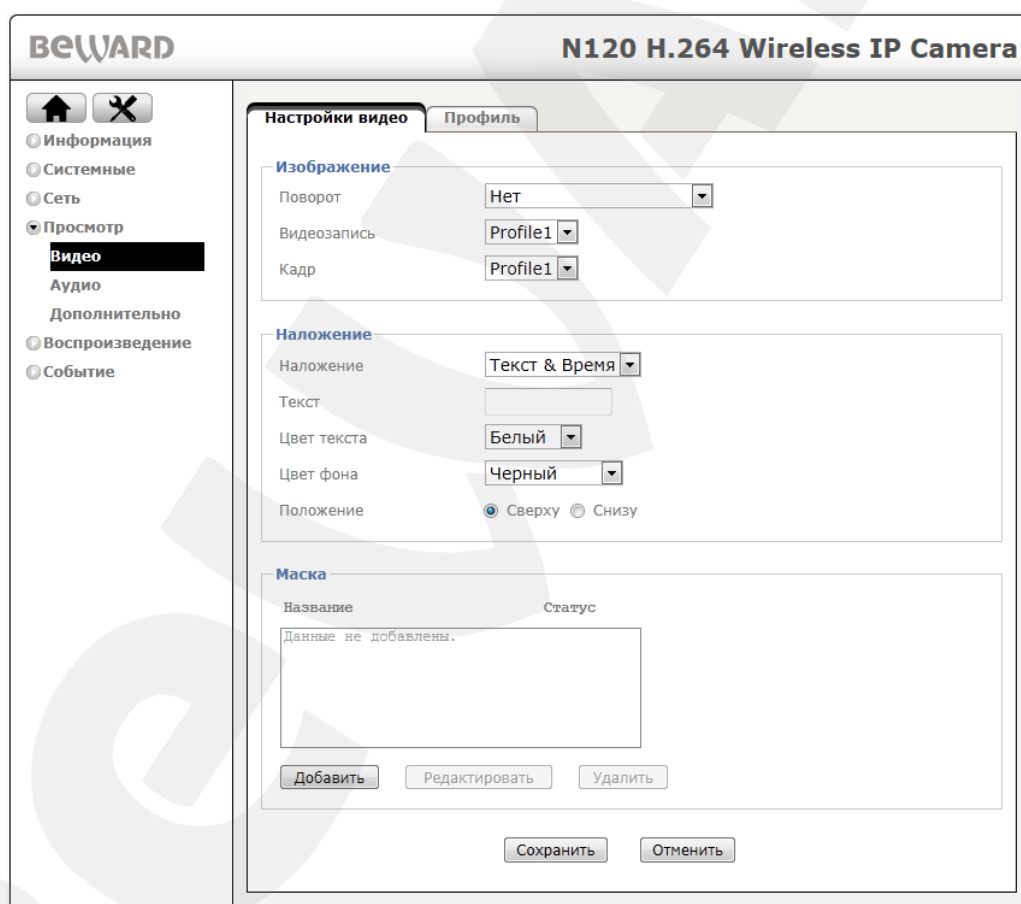 BEWARD
N120 H.264 Wireless IP Camera
Информация
Системные
Сеть
Просмотр
Видео
Аудио
Дополнительно
Воспроизведение
Событие
Настройки видео
Профиль
Изображение
Поворот Нет
Видеозапись Profile1
Кадр Profile1
Наложение
Наложение Текст & Время
Текст
Цвет текста Белый
Цвет фона Черный
Положение Сверху Снизу
Маска
Название Статус
Данные не добавлены.
Добавить Редактировать Удалить
Сохранить Отменить